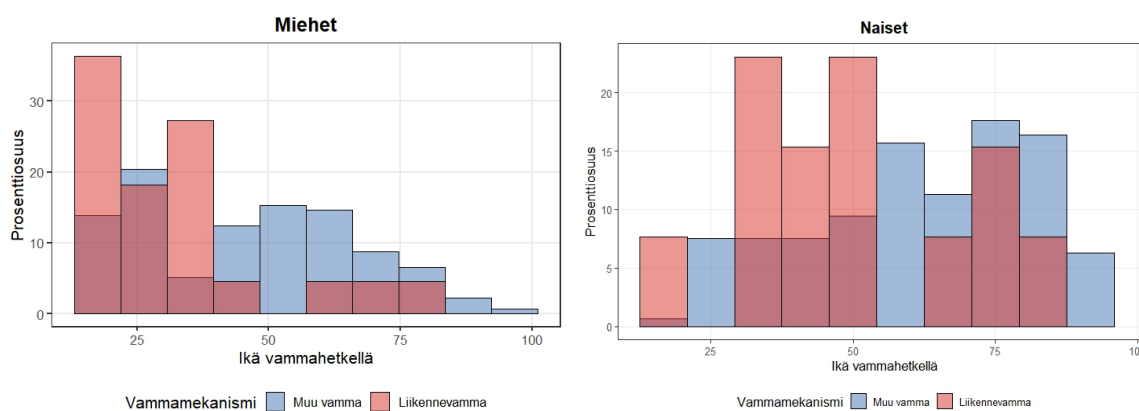 Miehet
Prosenttiosuus
30
20
10
0
25
50
75
100
Ikä vammahetkellä
Vammamekanismi Muu vamma Liikennevamma
Naiset
Prosenttiosuus
20
15
10
5
0
25
50
75
100
Ikä vammahetkellä
Vammamekanismi Muu vamma Liikennevamma